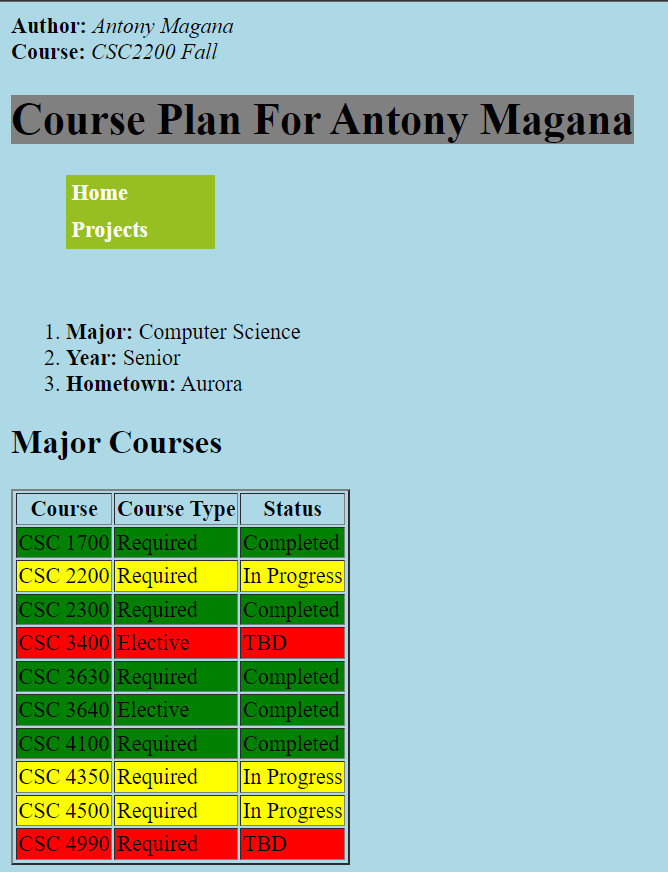 Author: Antony Magana
Course: CSC2200 Fall
Course Plan For Antony Magana
Home
Projects
1. Major: Computer Science
2. Year: Senior
3. Hometown: Aurora
Major Courses
Course Course Type Status
CSC 1700 Required Completed
CSC 2200 Required In Progress
CSC 2300 Required Completed
CSC 3400 Elective TBD
CSC 3630 Required Completed
CSC 3640 Elective Completed
CSC 4100 Required Completed
CSC 4350 Required In Progress
CSC 4500 Required In Progress
CSC 4990 Required TBD